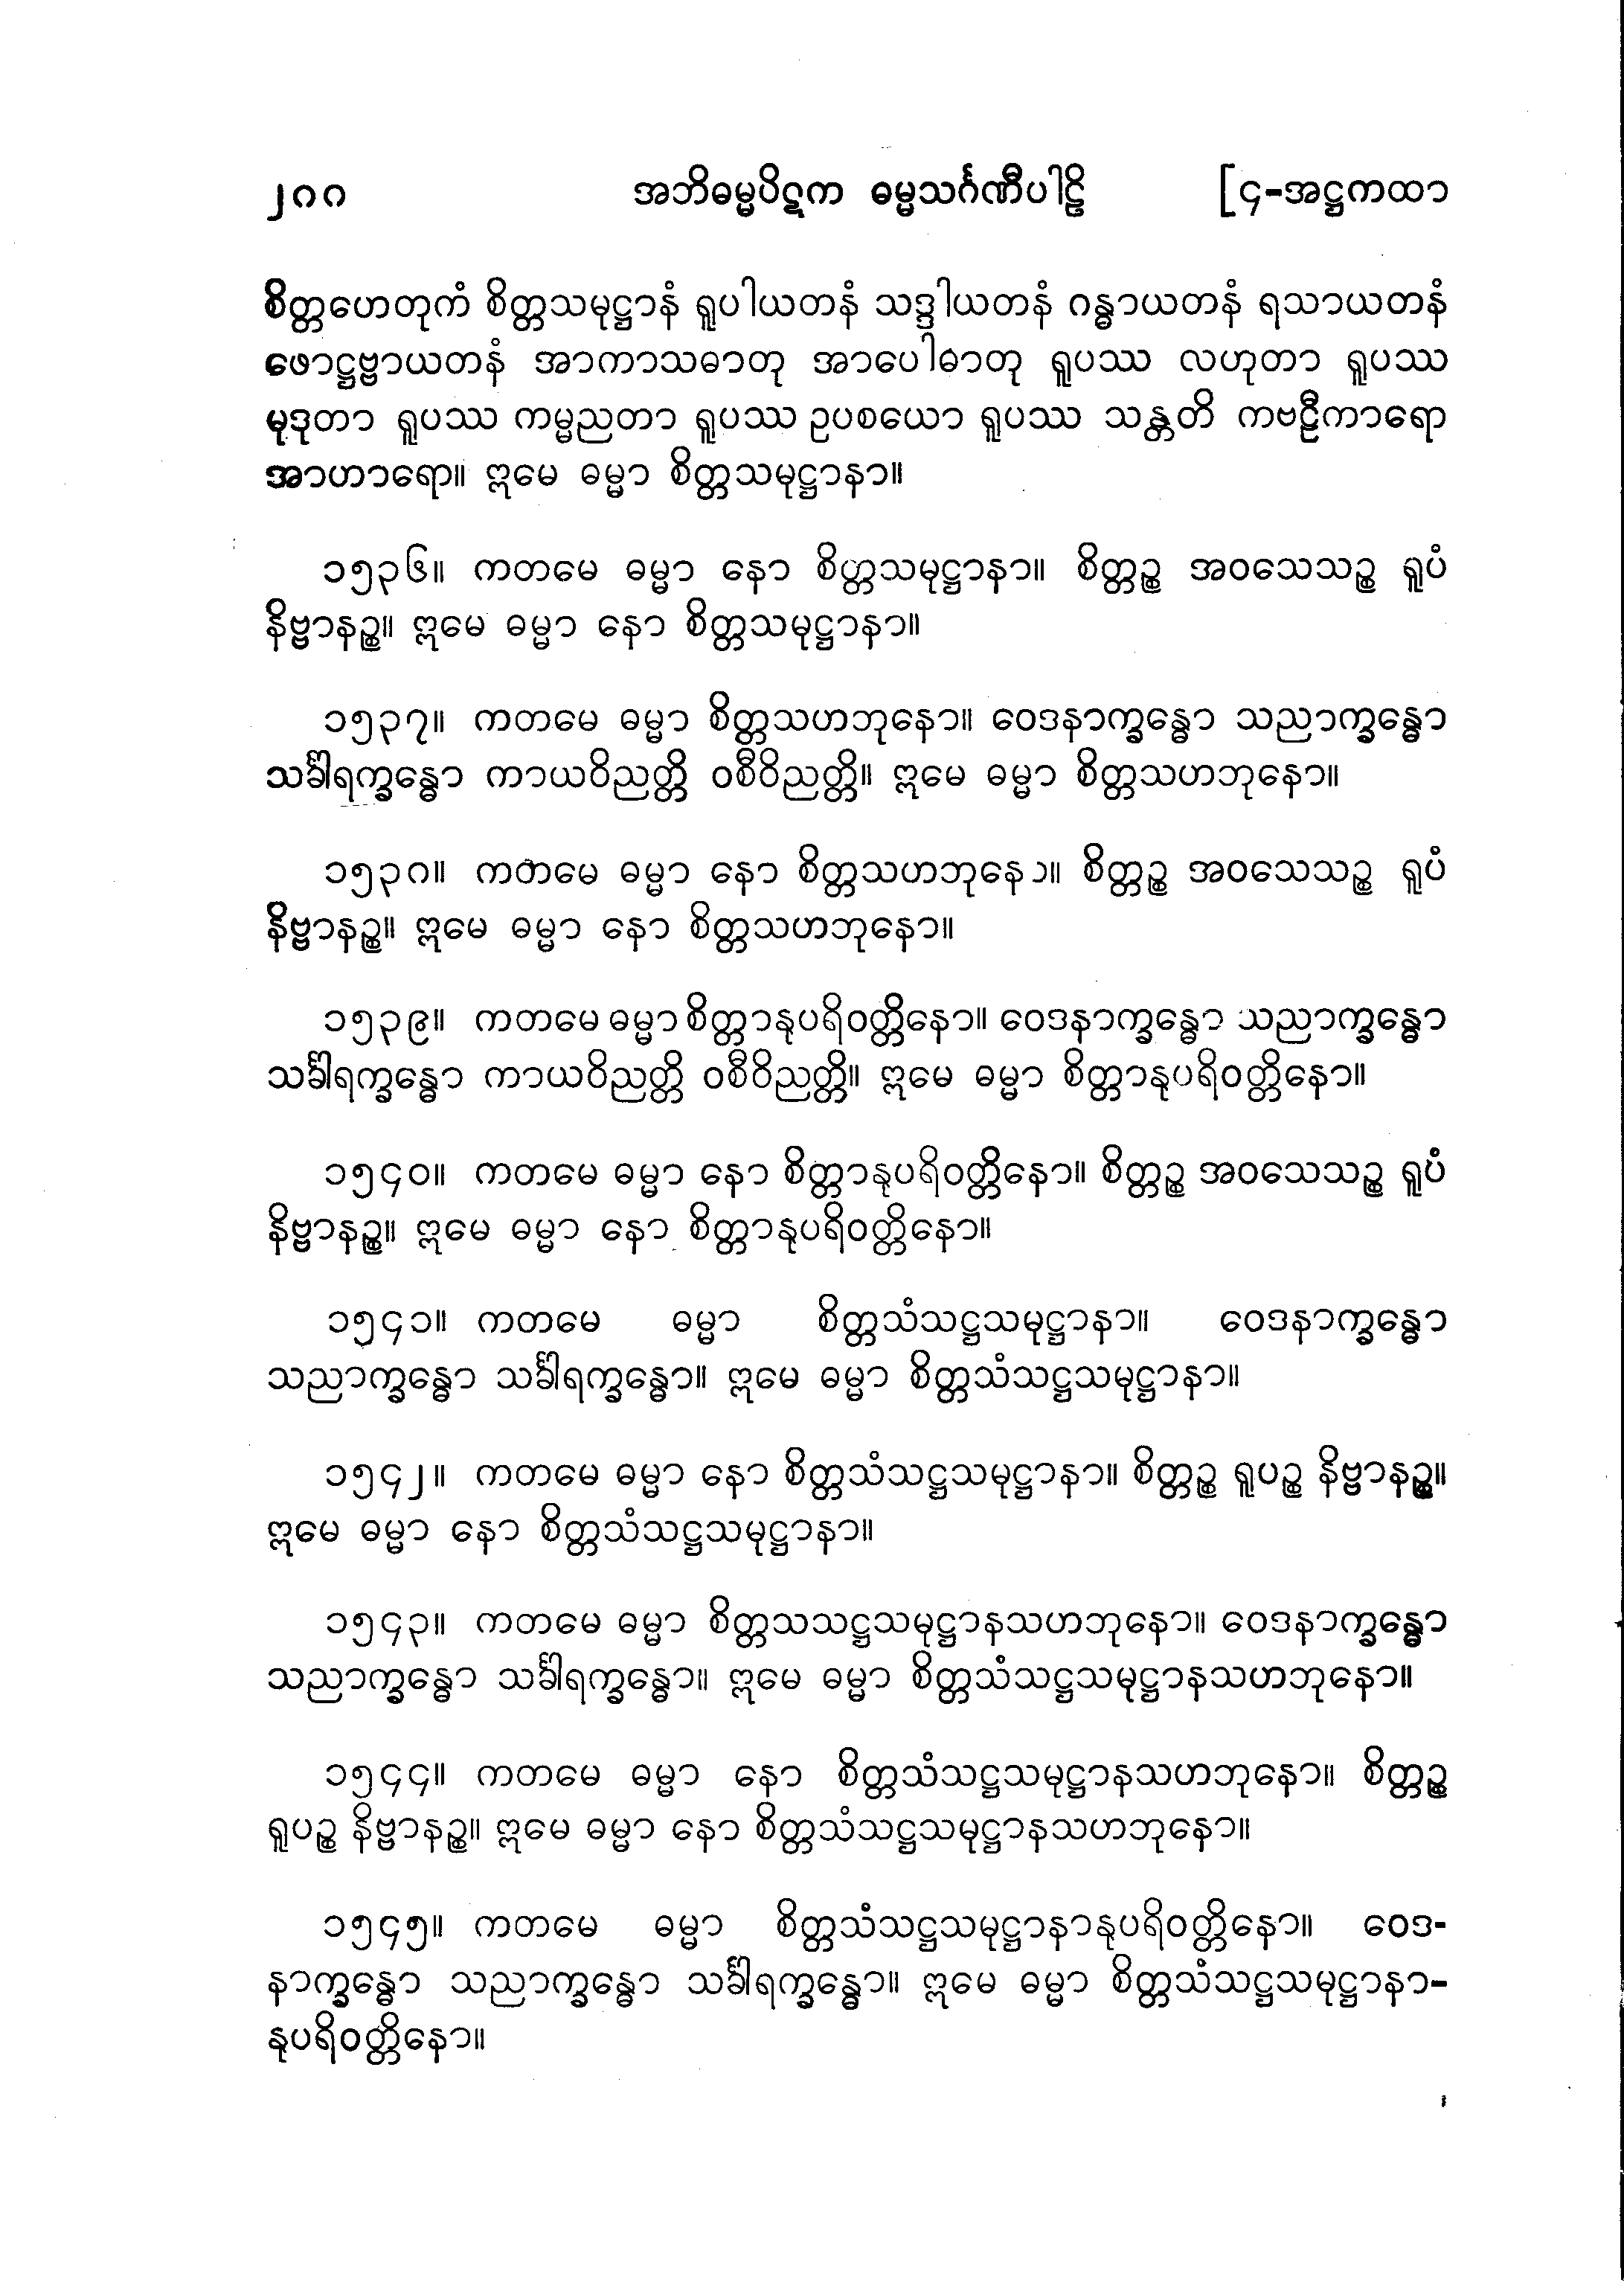 ၂၈၈ အဘိဓမ္မပိဋက ဓမ္မသင်္ဂဏီပါဠိ [၄-အဋ္ဌကထာ
စိတ္တဟေတုကံ စိတ္တသမုဋ္ဌာနံ ရူပါယတနံ သဒ္ဒါယတနံ ဂန္ဓာယတနံ ရသာယတနံ
ဖောဋ္ဌဗ္ဗာယတနံ အာကာသဓာတု အာပေါဓာတု ရူပဿ လဟုတာ ရူပဿ
မုဒုတာ ရူပဿ ကမ္မညတာ ရူပဿ ဥပစယော ရူပဿ သန္တတိ ကဗဠီကာရော
အာဟာရော။ ဣမေ ဓမ္မာ စိတ္တသမုဋ္ဌာနာ။
၁၅၃၆။ ကတမေ ဓမ္မာ နော စိတ္တသမုဋ္ဌာနာ။ စိတ္တဉ္စ အဝသေသဉ္စ ရူပံ
နိဗ္ဗာနဉ္စ။ ဣမေ ဓမ္မာ နော စိတ္တသမုဋ္ဌာနာ။
၁၅၃၇။ ကတမေ ဓမ္မာ စိတ္တသဟဘုနော။ ဝေဒနာက္ခန္ဓော သညာက္ခန္ဓော
သင်္ခါရက္ခန္ဓော ကာယဝိညတ္တိ ဝစီဝိညတ္တိ။ ဣမေ ဓမ္မာ စိတ္တသဟဘုနော။
၁၅၃၈။ ကတမေ ဓမ္မာ နော စိတ္တသဟဘုနော။ စိတ္တဉ္စ အဝသေသဉ္စ ရူပံ
နိဗ္ဗာနဉ္စ။ ဣမေ ဓမ္မာ နော စိတ္တသဟဘုနော။
၁၅၃၉။ ကတမေ ဓမ္မာ စိတ္တာနုပရိဝတ္တိနော။ ဝေဒနာက္ခန္ဓော သညာက္ခန္ဓော
သင်္ခါရက္ခန္ဓော ကာယဝိညတ္တိ ဝစီဝိညတ္တိ။ ဣမေ ဓမ္မာ စိတ္တာနုပရိဝတ္တိနော။
၁၅၄၀။ ကတမေ ဓမ္မာ နော စိတ္တာနုပရိဝတ္တိနော။ စိတ္တဉ္စ အဝသေသဉ္စ ရူပံ
နိဗ္ဗာနဉ္စ။ ဣမေ ဓမ္မာ နော စိတ္တာနုပရိဝတ္တိနော။
၁၅၄၁။ ကတမေ ဓမ္မာ စိတ္တသံသဋ္ဌသမုဋ္ဌာနာ။ ဝေဒနာက္ခန္ဓော
သညာက္ခန္ဓော သင်္ခါရက္ခန္ဓော။ ဣမေ ဓမ္မာ စိတ္တသံသဋ္ဌသမုဋ္ဌာနာ။
၁၅၄၂။ ကတမေ ဓမ္မာ နော စိတ္တသံသဋ္ဌသမုဋ္ဌာနာ။ စိတ္တဉ္စ ရူပဉ္စ နိဗ္ဗာနဉ္စ။
ဣမေ ဓမ္မာ နော စိတ္တသံသဋ္ဌသမုဋ္ဌာနာ။
၁၅၄၃။ ကတမေ ဓမ္မာ စိတ္တသသဋ္ဌသမုဋ္ဌာနသဟဘုနော။ ဝေဒနာက္ခန္ဓော
သညာက္ခန္ဓော သင်္ခါရက္ခန္ဓော။ ဣမေ ဓမ္မာ စိတ္တသံသဋ္ဌသမုဋ္ဌာနသဟဘုနော။
၁၅၄၄။ ကတမေ ဓမ္မာ နော စိတ္တသံသဋ္ဌသမုဋ္ဌာနသဟဘုနော။ စိတ္တဉ္စ
ရူပဉ္စ နိဗ္ဗာနဉ္စ။ ဣမေ ဓမ္မာ နော စိတ္တသံသဋ္ဌသမုဋ္ဌာနသဟဘုနော။
၁၅၄၅။ ကတမေ ဓမ္မာ စိတ္တသံသဋ္ဌသမုဋ္ဌာနာနုပရိဝတ္တိနော။ ဝေဒ-
နာက္ခန္ဓော သညာက္ခန္ဓော သင်္ခါရက္ခန္ဓော။ ဣမေ ဓမ္မာ စိတ္တသံသဋ္ဌသမုဋ္ဌာနာ-
နုပရိဝတ္တိနော။